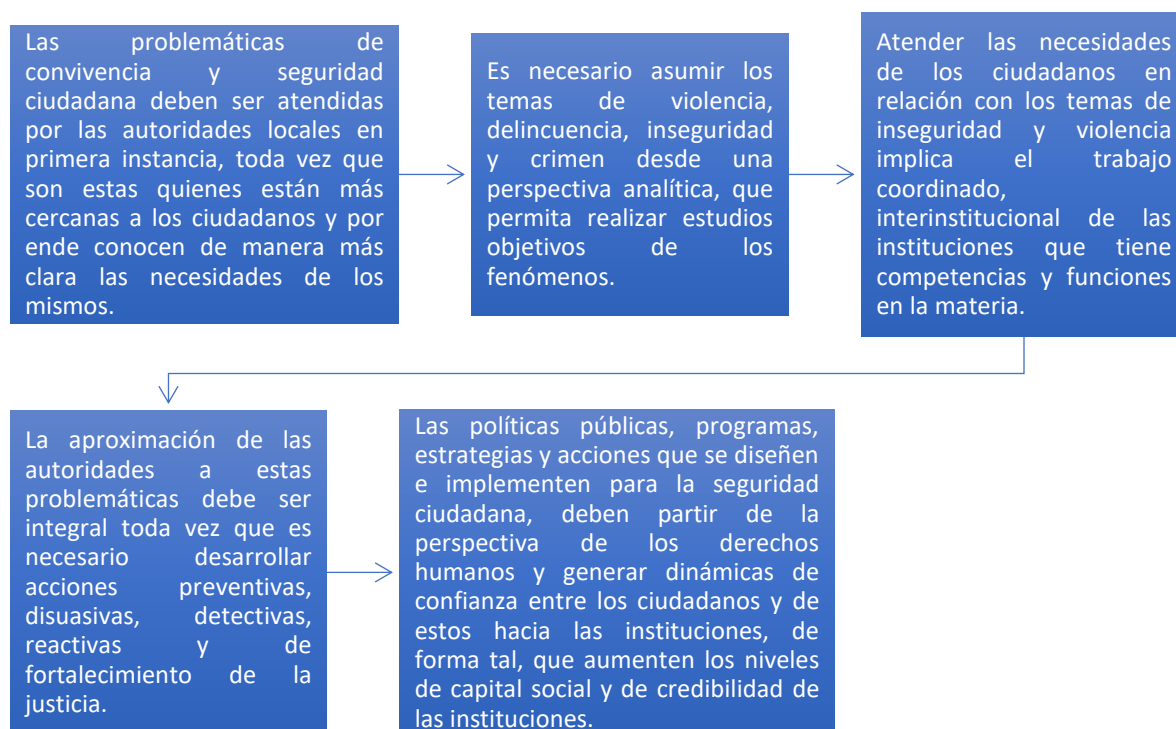 Las problemáticas de
convivencia y seguridad
ciudadana deben ser atendidas
por las autoridades locales en
primera instancia, toda vez que
son estas quienes están más
cercanas a los ciudadanos y por
ende conocen de manera más
clara las necesidades de los
mismos.
Es necesario asumir los
temas de violencia,
delincuencia, inseguridad
y crimen desde una
perspectiva analítica, que
permita realizar estudios
objetivos de los
fenómenos.
Atender las necesidades
de los ciudadanos en
relación con los temas de
inseguridad y violencia
implica el trabajo
coordinado,
interinstitucional de las
instituciones que tiene
competencias y funciones
en la materia.
La aproximación de las
autoridades a estas
problemáticas debe ser
integral toda vez que es
necesario desarrollar
acciones preventivas,
disuasivas, detectivas,
reactivas y de
fortalecimiento de la
justicia.
Las políticas públicas, programas,
estrategias y acciones que se diseñen
e implementen para la seguridad
ciudadana, deben partir de la
perspectiva de los derechos
humanos y generar dinámicas de
confianza entre los ciudadanos y de
estos hacia las instituciones, de
forma tal, que aumenten los niveles
de capital social y de credibilidad de
las instituciones.